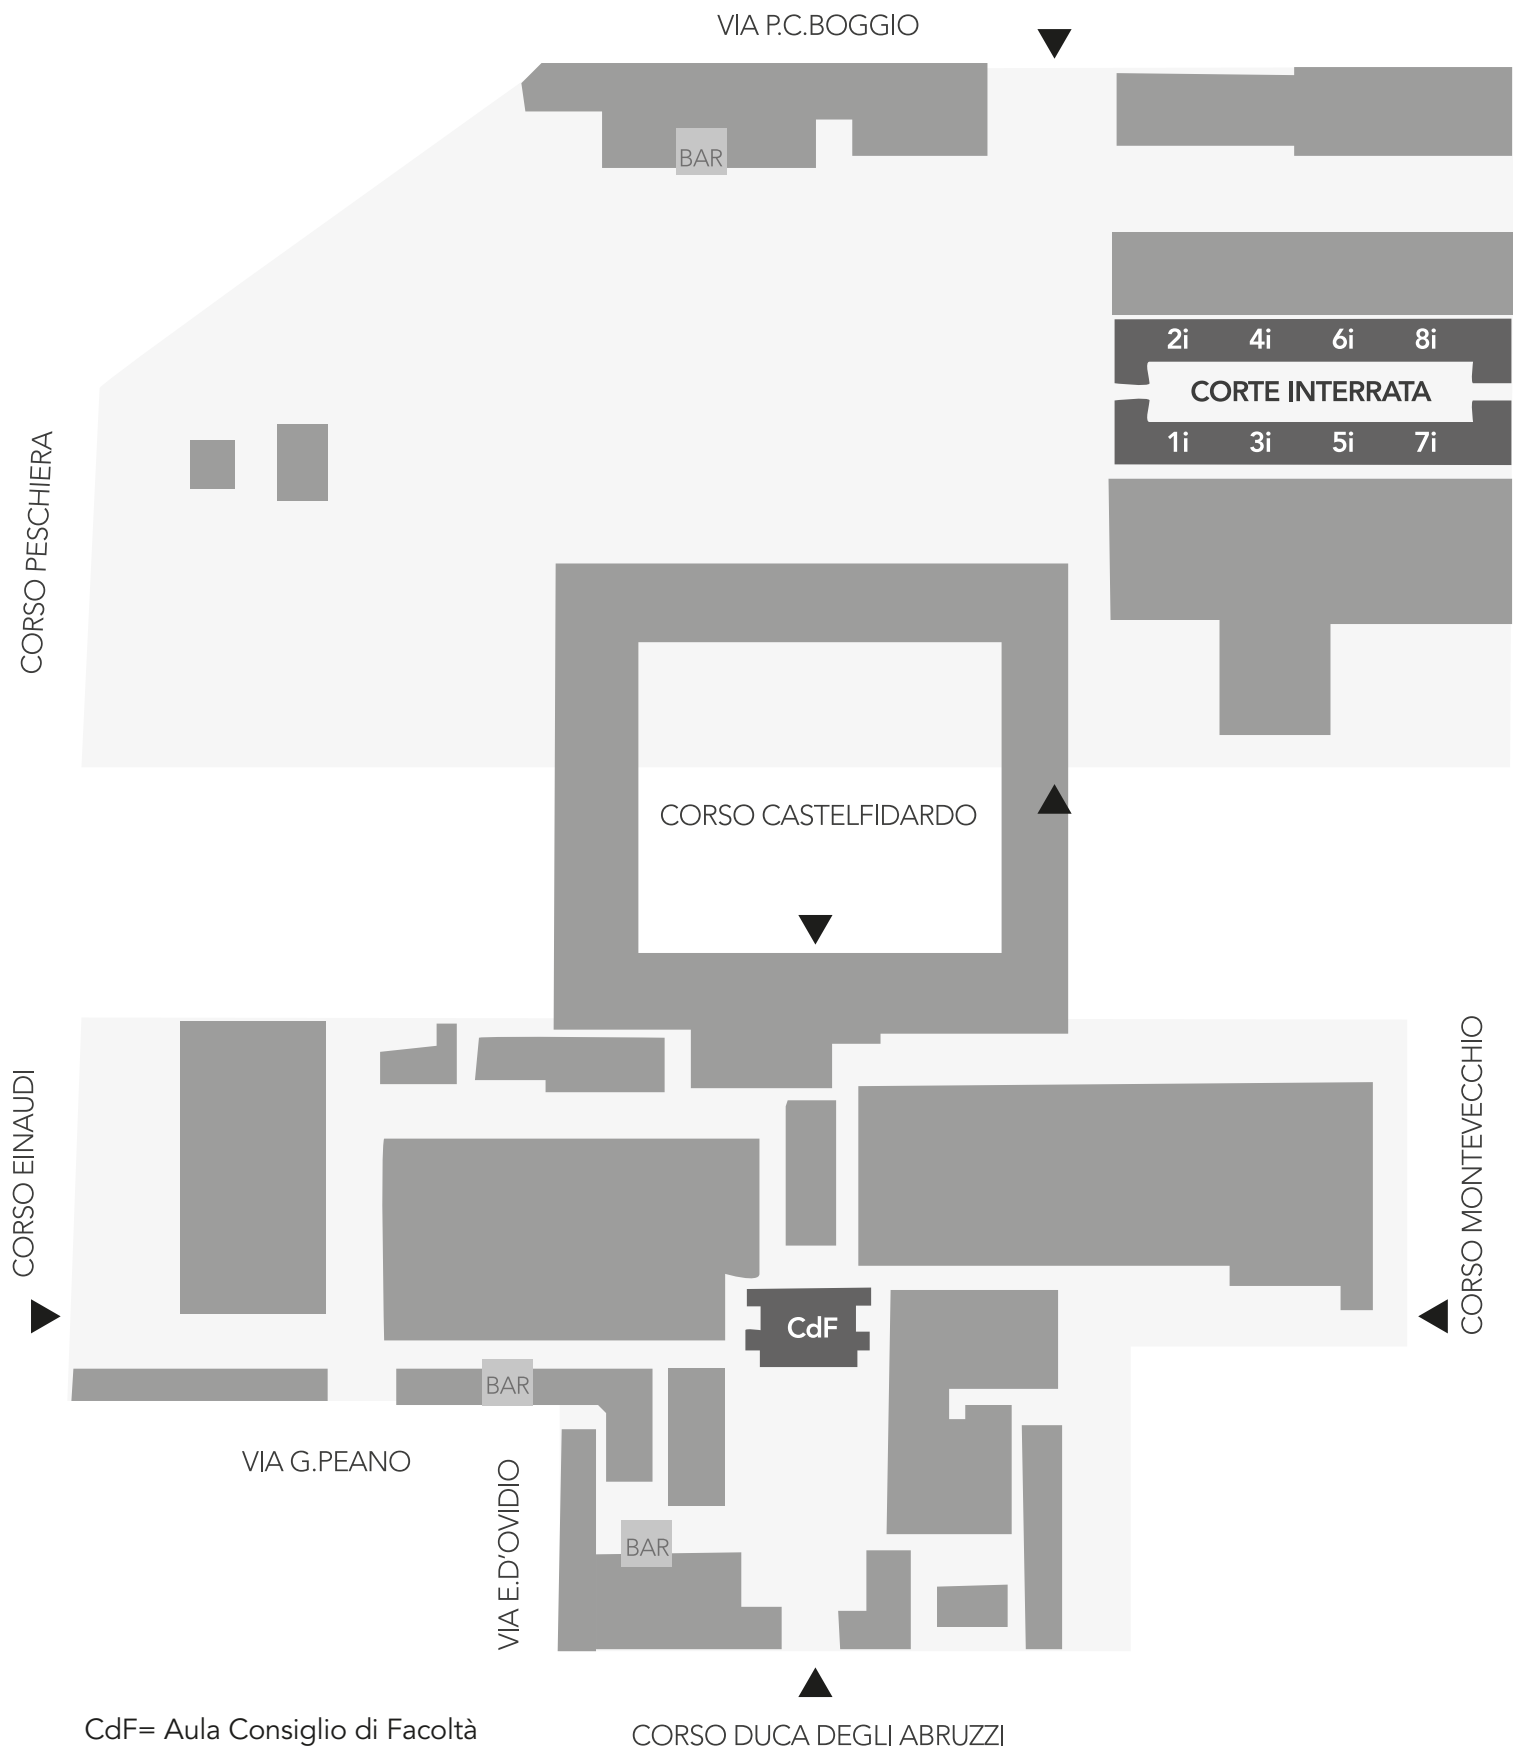 VIA P.C.BOGGIO
BAR
2i 4i 6i 8i
CORTE INTERRATA
1i 3i 5i 7i
CORSO PESCHIERA
CORSO CASTELFIDARDO
CORSO EINAUDI
CORSO MONTEVECCHIO
CdF
BAR
VIA G.PEANO
VIA E.D'OVIDIO
BAR
CdF= Aula Consiglio di Facoltà
CORSO DUCA DEGLI ABRUZZI